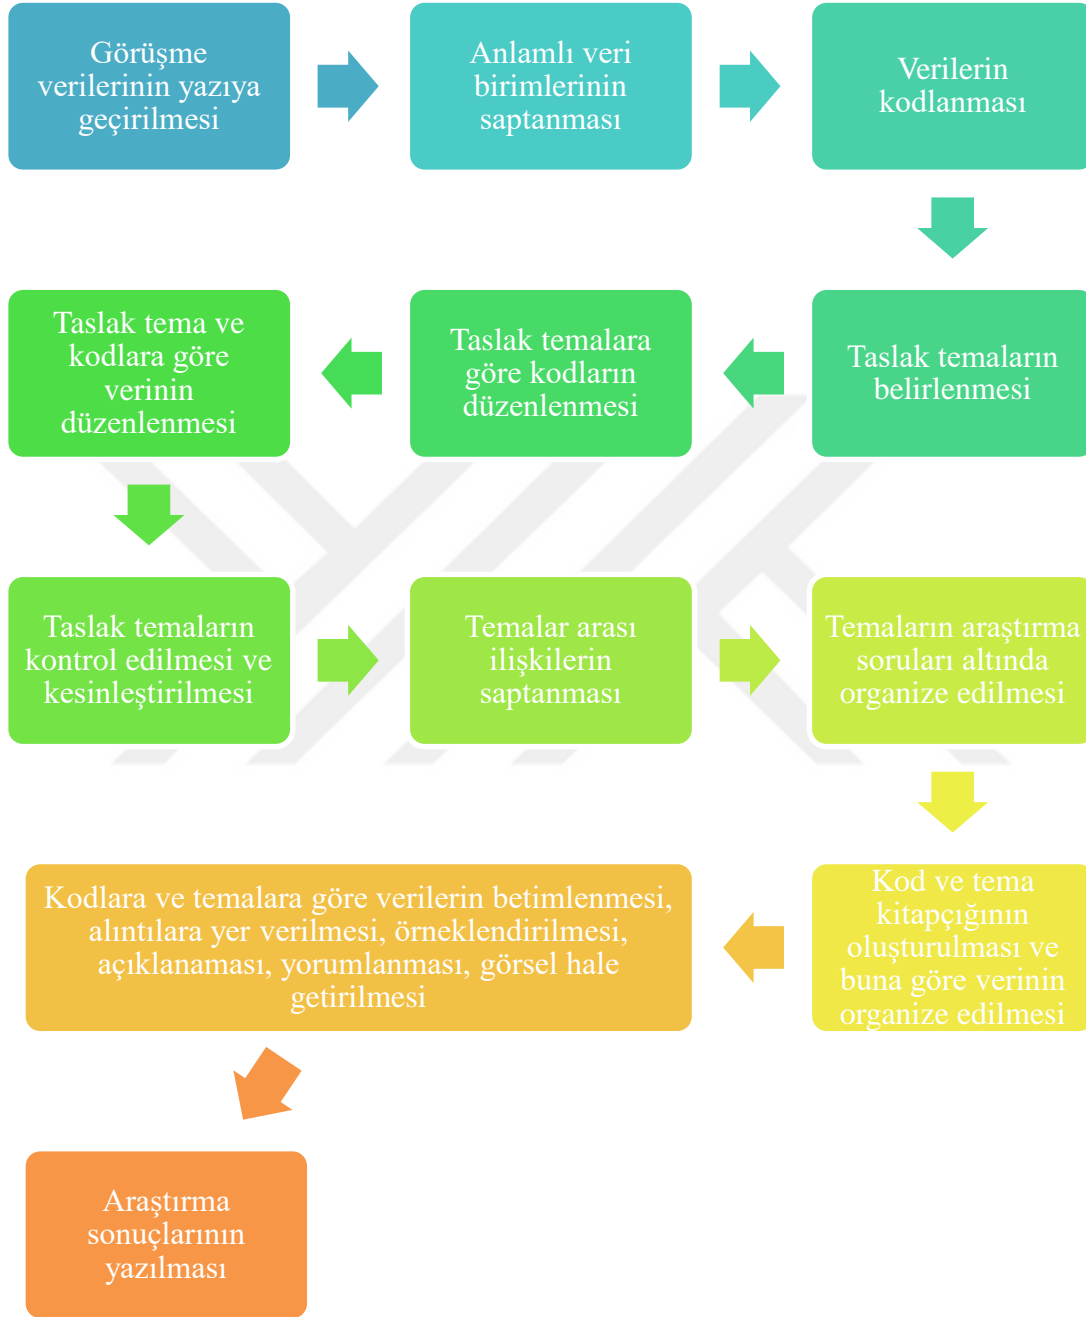 Görüşme
verilerinin yazıya
geçirilmesi
Anlamlı veri
birimlerinin
saptanması
Verilerin
kodlanması
Taslak temaların
belirlenmesi
Taslak temalara
göre kodların
düzenlenmesi
Taslak tema ve
kodlara göre
verinin
düzenlenmesi
Taslak temaların
kontrol edilmesi ve
kesinleştirilmesi
Temalar arası
ilişkilerin
saptanması
Temaların araştırma
soruları altında
organize edilmesi
Kod ve tema
kitapçığının
oluşturulması ve
buna göre verinin
organize edilmesi
Kodlara ve temalara göre verilerin betimlenmesi,
alıntılara yer verilmesi, örneklendirilmesi,
açıklanaması, yorumlanması, görsel hale
getirilmesi
Araştırma
sonuçlarının
yazılması